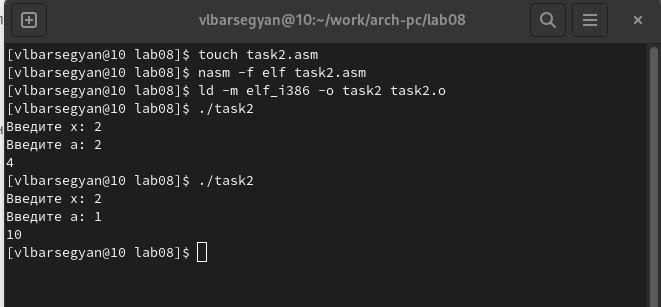 vlbarsegyan@10:~/work/arch-pc/lab08
[vlbarsegyan@10 lab08]$ touch task2.asm
[vlbarsegyan@10 lab08]$ nasm -f elf task2.asm
[vlbarsegyan@10 lab08]$ ld -m elf_i386 -o task2 task2.o
[vlbarsegyan@10 lab08]$ ./task2
Введите x: 2
Введите a: 2
4
[vlbarsegyan@10 lab08]$ ./task2
Введите x: 2
Введите a: 1
10
[vlbarsegyan@10 lab08]$